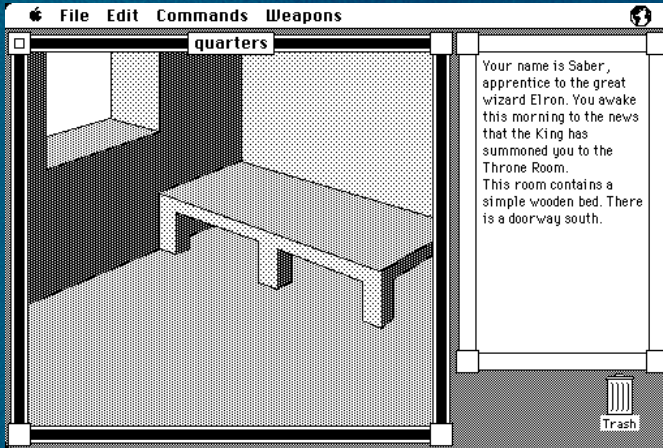 File Edit Commands Weapons
quarters
Your name is Saber,
apprentice to the great
wizard Elron. You awake
this morning to the news
that the King has
summoned you to the
Throne Room.
This room contains a
simple wooden bed. There
is a doorway south.
Trash